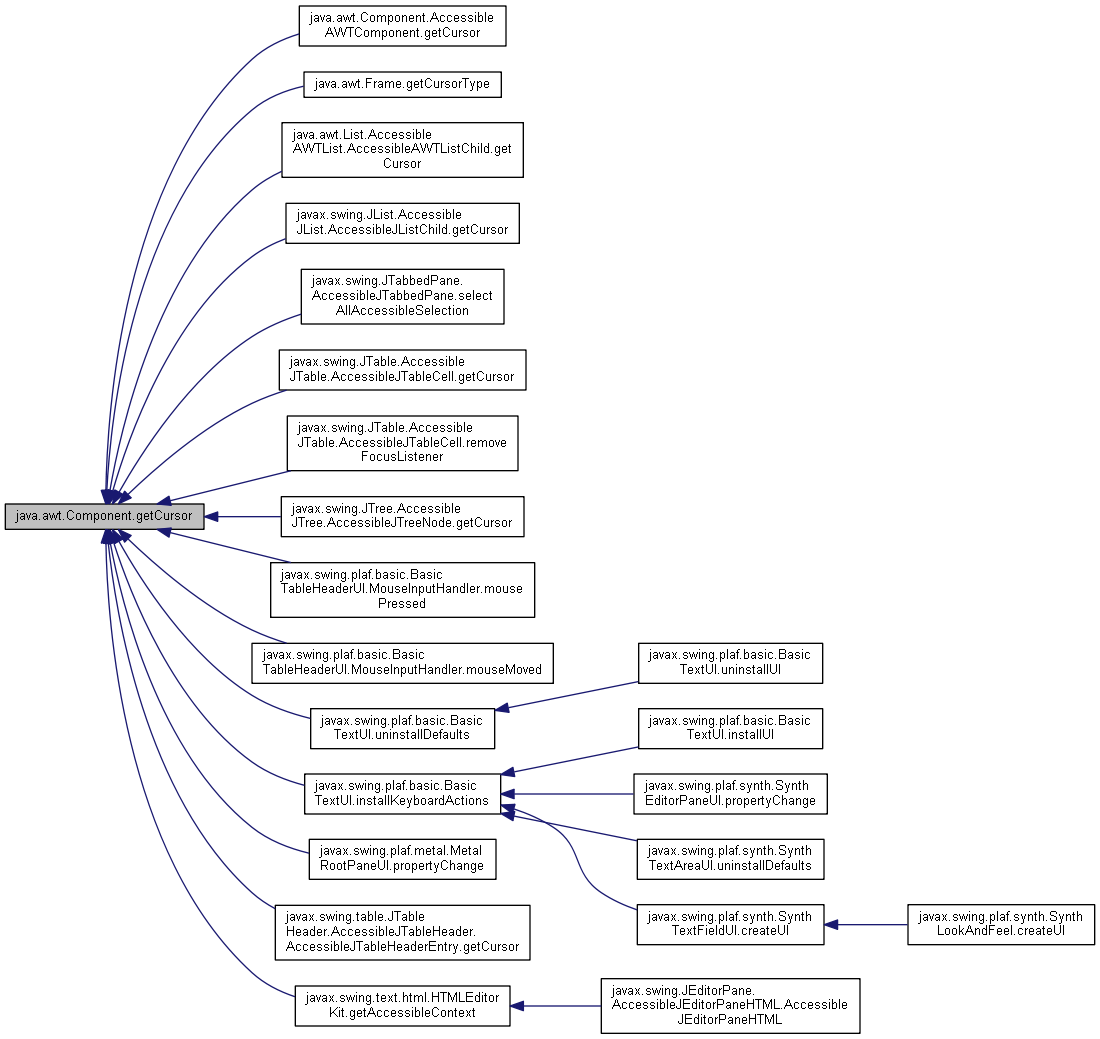 java.awt.Component.Accessible
AWTComponent.getCursor
java.awt.Frame.getCursorType
java.awt.List.Accessible
AWTList.AccessibleAWTListChild.get
Cursor
javax.swing.JList.Accessible
JList.AccessibleJListChild.getCursor
javax.swing.JTabbedPane.
AccessibleJTabbedPane.select
AllAccessibleSelection
javax.swing.JTable.Accessible
JTable.AccessibleJTableCell.getCursor
javax.swing.JTable.Accessible
JTable.AccessibleJTableCell.remove
FocusListener
java.awt.Component.getCursor
javax.swing.JTree.Accessible
JTree.AccessibleJTreeNode.getCursor
javax.swing.plaf.basic.Basic
TableHeaderUI.MouseInputHandler.mouse
Pressed
javax.swing.plaf.basic.Basic
TableHeaderUI.MouseInputHandler.mouseMoved
javax.swing.plaf.basic.Basic
TextUI.uninstallUI
javax.swing.plaf.basic.Basic
TextUI.uninstallDefaults
javax.swing.plaf.basic.Basic
TextUI.installUI
javax.swing.plaf.basic.Basic
TextUI.installKeyboardActions
javax.swing.plaf.synth.Synth
EditorPaneUI.propertyChange
javax.swing.plaf.metal.Metal
RootPaneUI.propertyChange
javax.swing.plaf.synth.Synth
TextAreaUI.uninstallDefaults
javax.swing.table.JTable
Header.AccessibleJTableHeader.
AccessibleJTableHeaderEntry.getCursor
javax.swing.plaf.synth.Synth
TextFieldUI.createUI
javax.swing.plaf.synth.Synth
LookAndFeel.createUI
javax.swing.text.html.HTMLEditor
Kit.getAccessibleContext
javax.swing.JEditorPane.
AccessibleJEditorPaneHTML.Accessible
JEditorPaneHTML